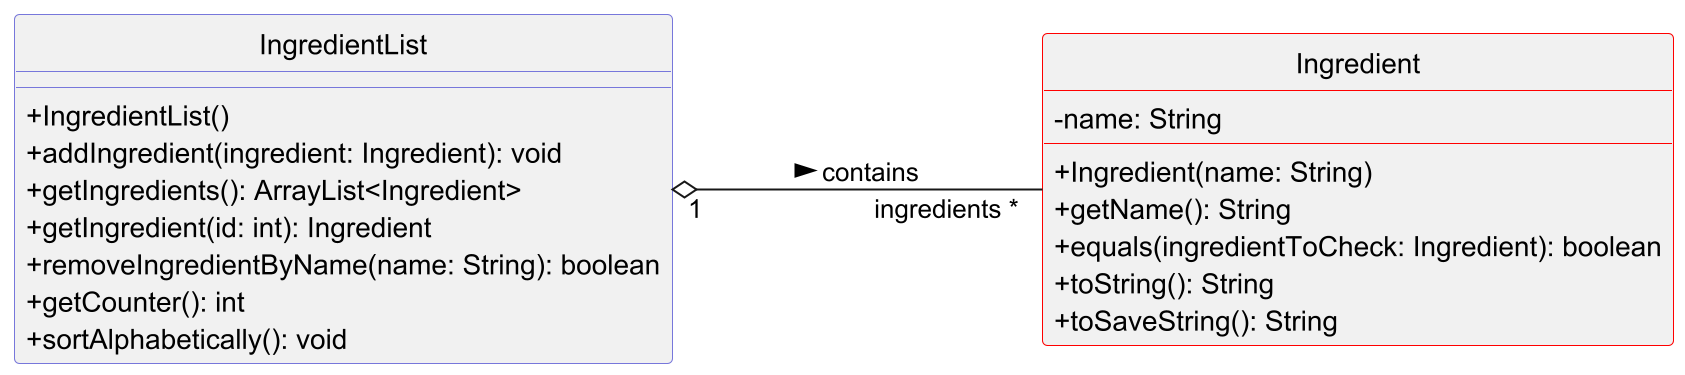 IngredientList
+IngredientList()
+addIngredient(ingredient: Ingredient): void
+getIngredients(): ArrayList<Ingredient>
+getIngredient(id: int): Ingredient
+removeIngredientByName(name: String): boolean
+getCounter(): int
+sortAlphabetically(): void
contains
1
ingredients *
Ingredient
-name: String
+Ingredient(name: String)
+getName(): String
+equals(ingredientToCheck: Ingredient): boolean
+toString(): String
+toSaveString(): String